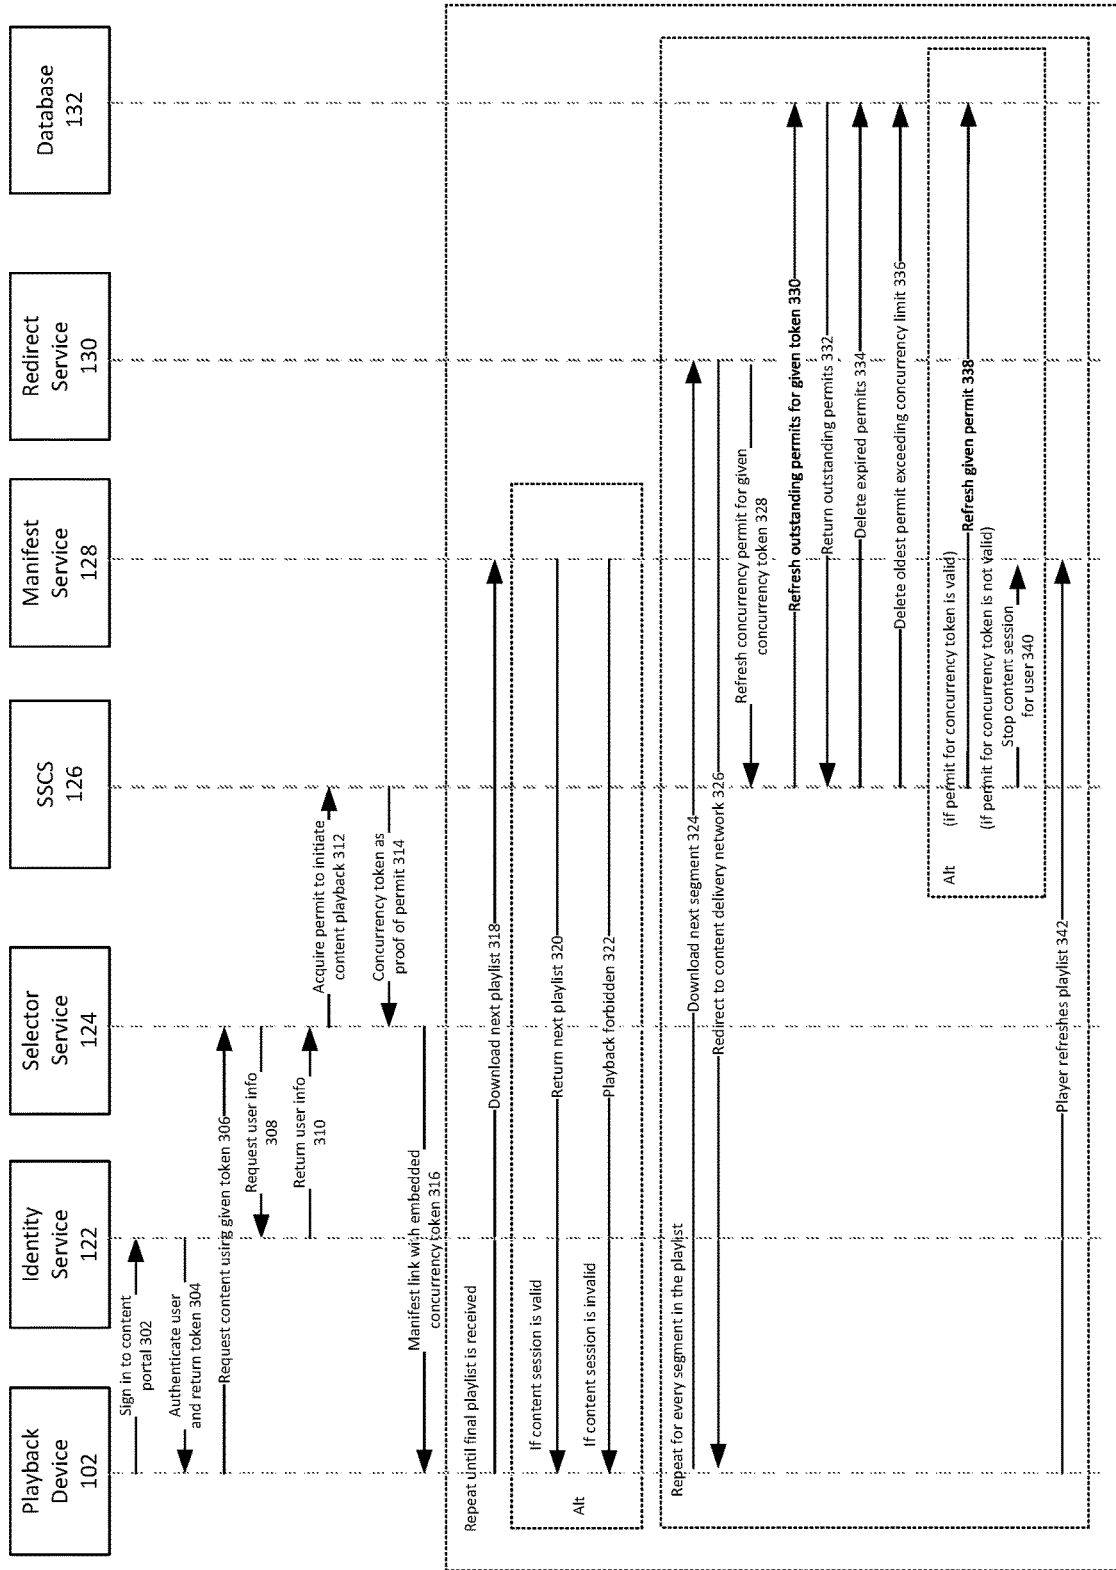 Playback
Device
102
Identity
Service
122
Selector
Service
124
SSCS
126
Manifest
Service
128
Redirect
Service
130
Database
132
Sign in to content
portal 302
Authenticate user
and return token 304
Request content using given token 306
Request user info
308
Return user info
310
Acquire permit to initiate
content playback 312
Concurrency token as
proof of permit 314
Manifest link with embedded
concurrency token 316
Repeat until final playlist is received
Download next playlist 318
Alt
If content session is valid
Return next playlist 320
If content session is invalid
Playback forbidden 322
Repeat for every segment in the playlist
Download next segment 324
Redirect to content delivery network 326
Refresh concurrency permit for given
concurrency token 328
Refresh outstanding permits for given token 330
Return outstanding permits 332
Delete expired permits 334
Delete oldest permit exceeding concurrency limit 336
Alt
(if permit for concurrency token is valid)
Refresh given permit 338
(if permit for concurrency token is not valid)
Stop content session
for user 340
Player refreshes playlist 342